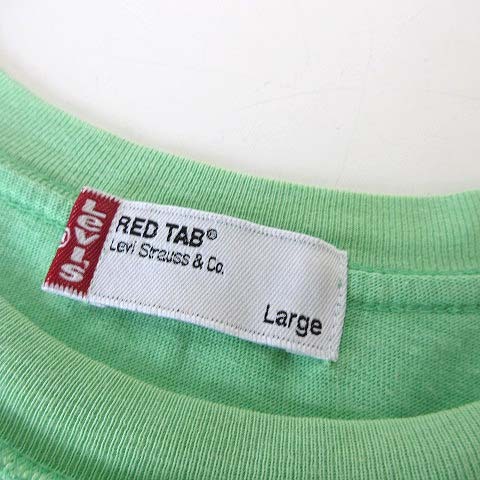 LEVI'S
®
RED TAB®
Levi Strauss & Co.
Large